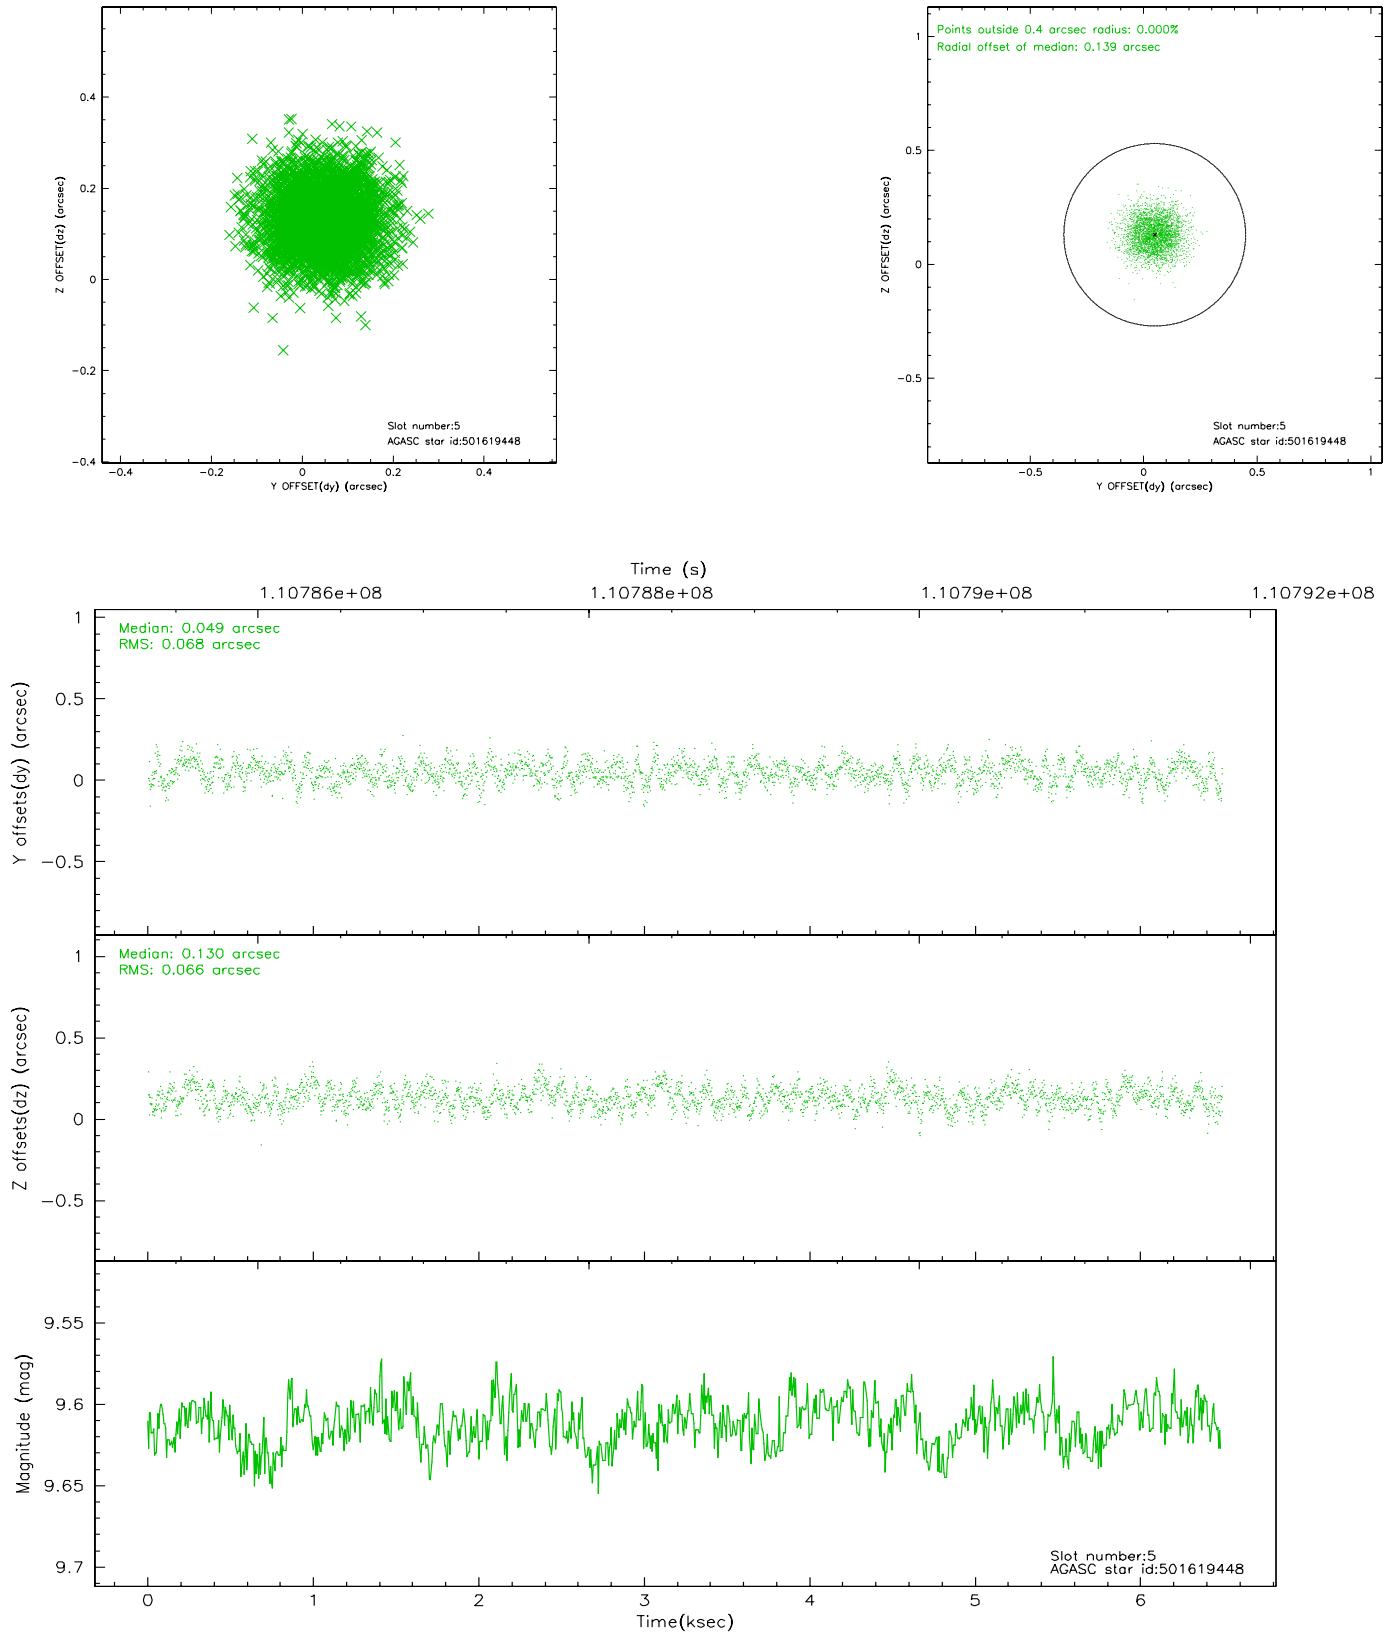 0.4
0.2
0
−0.2
−0.4
Z OFFSET(dz) (arcsec)
Slot number:5
AGASC star id:501619448
−0.4 −0.2 0 0.2 0.4
Y OFFSET(dy) (arcsec)
Points outside 0.4 arcsec radius: 0.000%
Radial offset of median: 0.139 arcsec
1
0.5
0
−0.5
Z OFFSET(dz) (arcsec)
Slot number:5
AGASC star id:501619448
−0.5 0 0.5 1
Y OFFSET(dy) (arcsec)
Time (s)
1.10786e+08 1.10788e+08 1.1079e+08 1.10792e+08
Median: 0.049 arcsec
RMS: 0.068 arcsec
1
0.5
0
−0.5
Y offsets(dy) (arcsec)
Median: 0.130 arcsec
RMS: 0.066 arcsec
1
0.5
0
−0.5
Z offsets(dz) (arcsec)
9.55
9.6
9.65
9.7
Magnitude (mag)
Slot number:5
AGASC star id:501619448
0 1 2 3 4 5 6
Time(ksec)